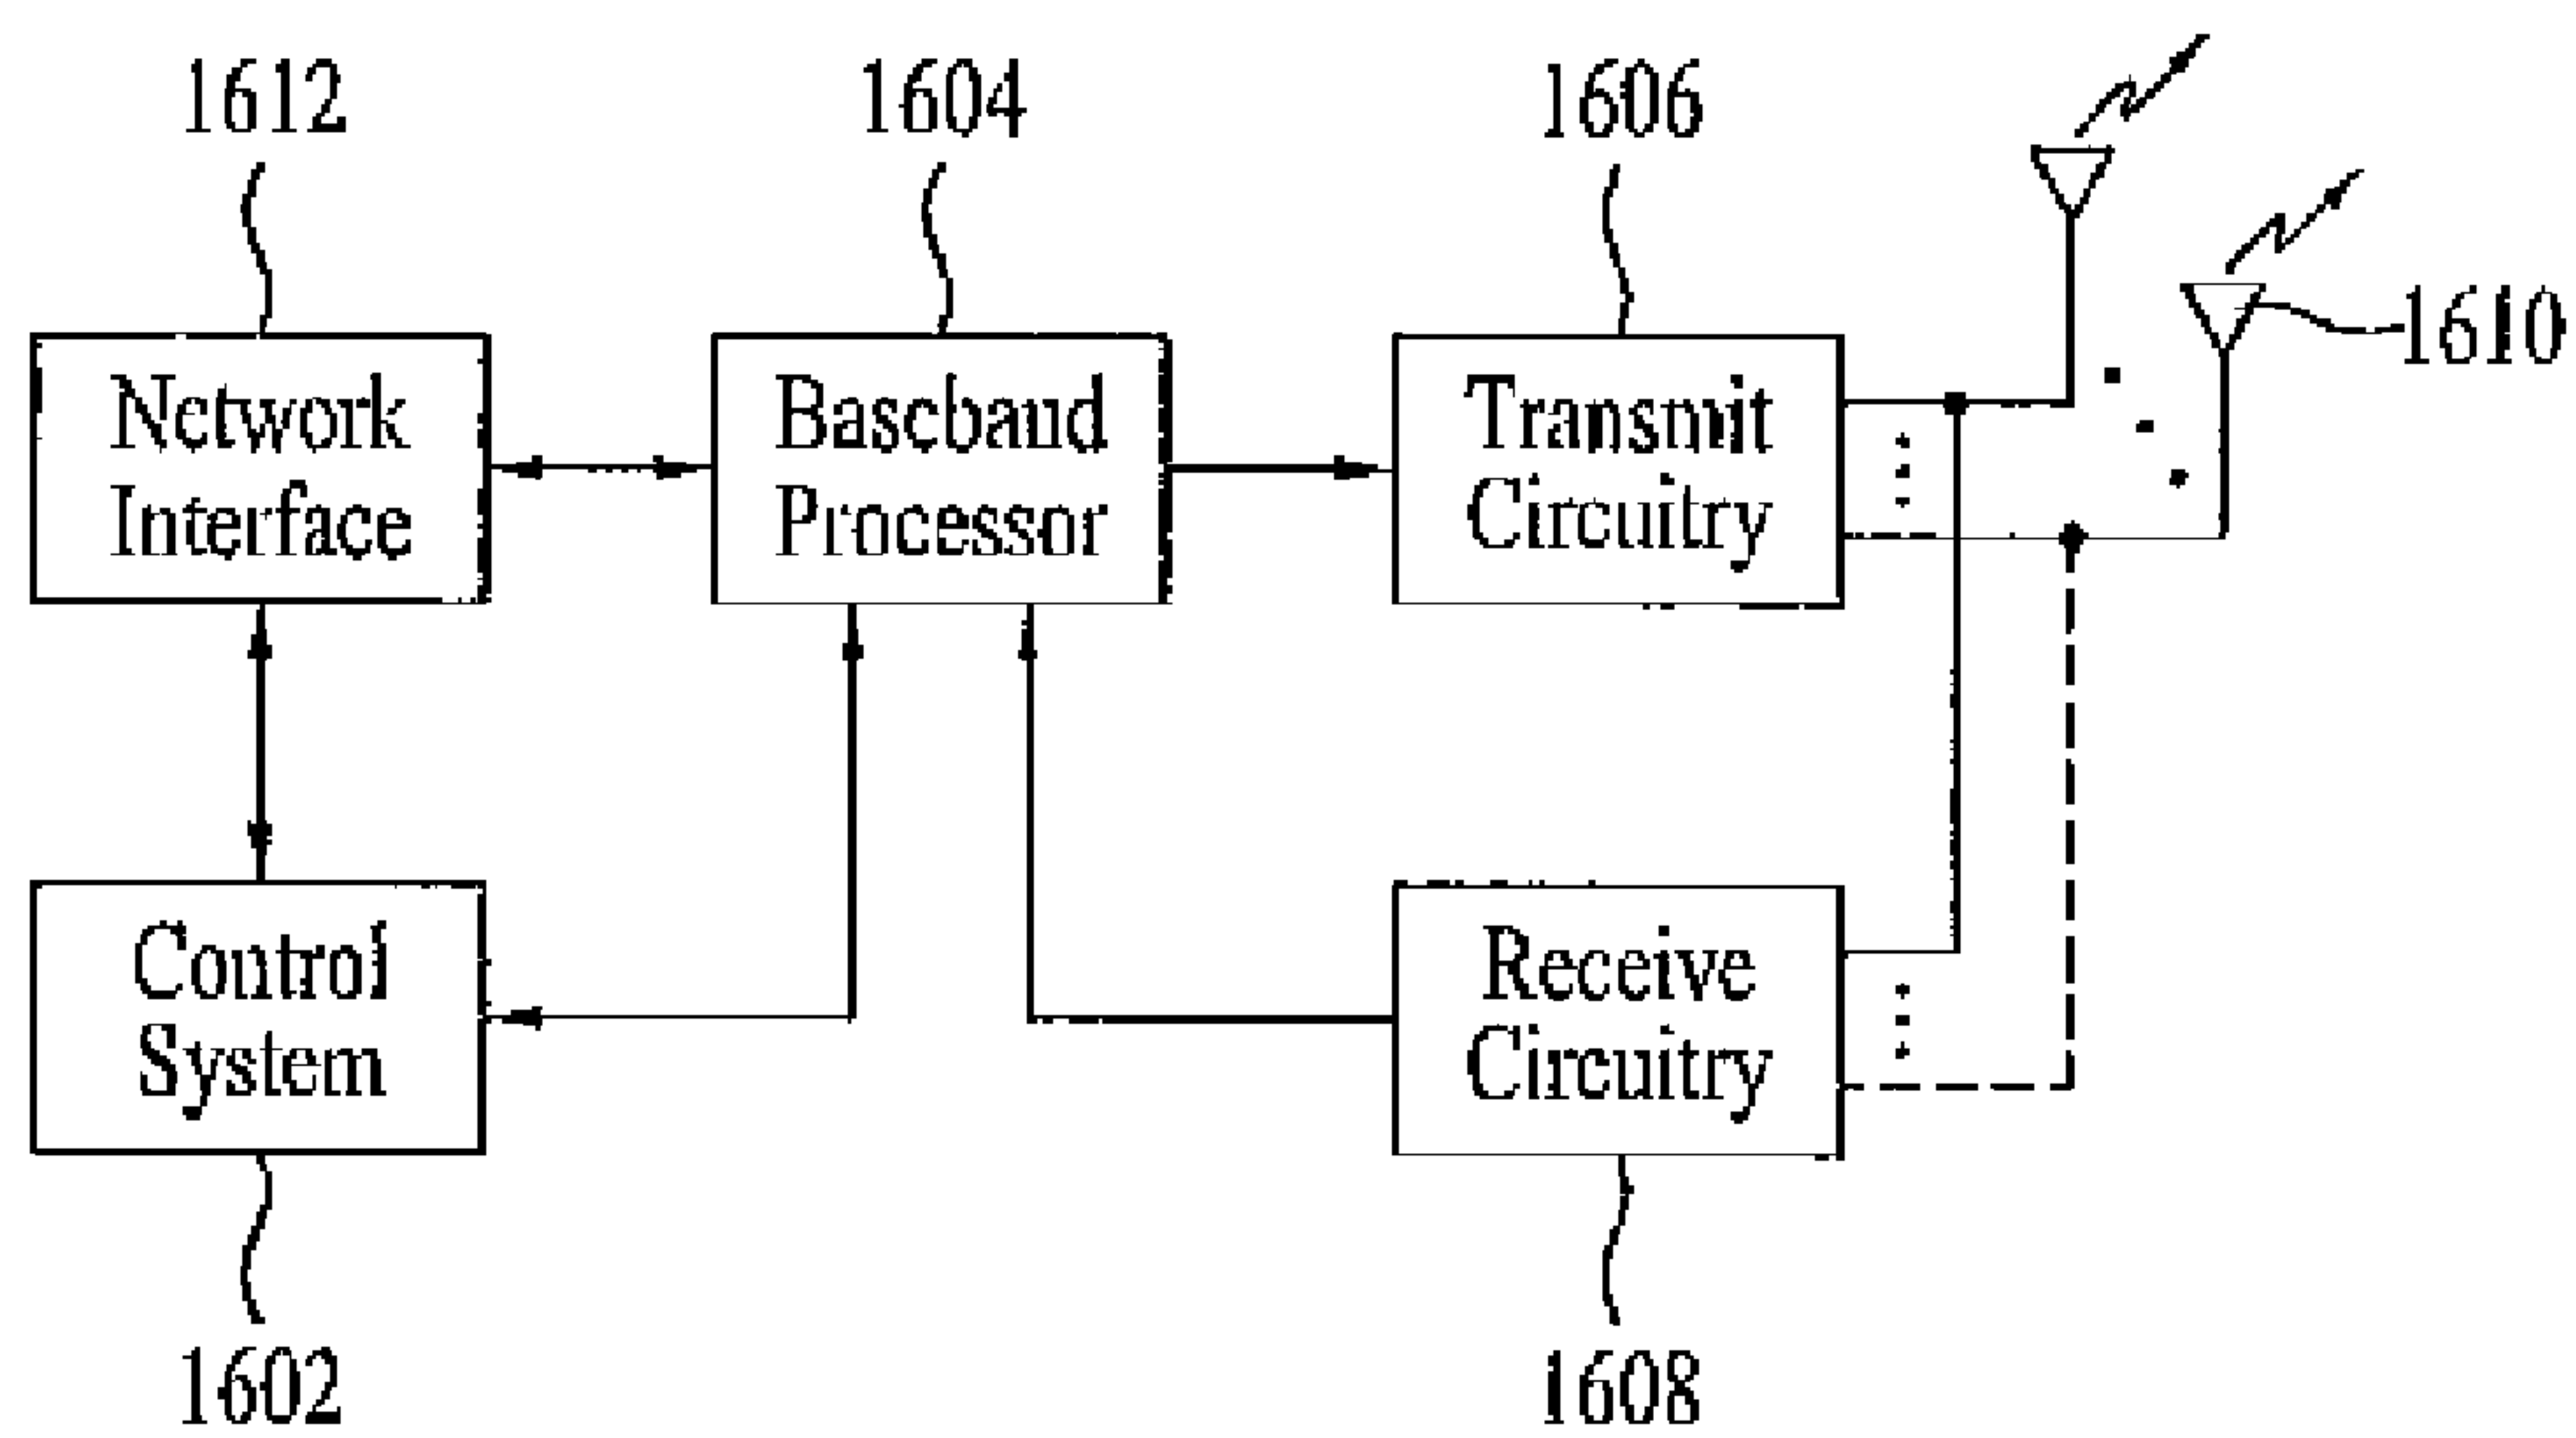 1612
1604
1606
1610
Network
Interface
Basebaud
Processor
Transmit
Circuitry
Control
System
Receive
Circuitry
1602
1608